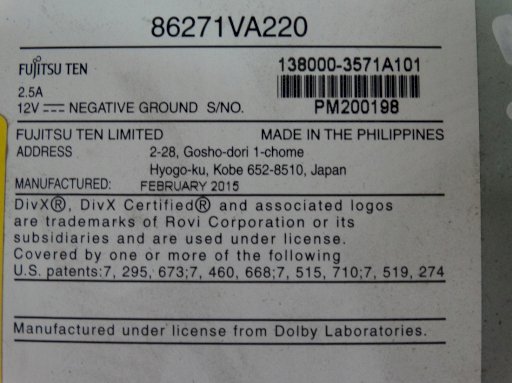 86271VA220
FUJITSU TEN
138000-3571A101
2.5A
12V NEGATIVE GROUND S/NO. PM200198
FUJITSU TEN LIMITED MADE IN THE PHILIPPINES
ADDRESS 2-28, Gosho-dori 1-chome
Hyogo-ku, Kobe 652-8510, Japan
MANUFACTURED: FEBRUARY 2015
DivX®, DivX Certified® and associated logos
are trademarks of Rovi Corporation or its
subsidiaries and are used under license.
Covered by one or more of the following
U.S. patents:7, 295, 673;7, 460, 668;7, 515, 710;7, 519, 274
Manufactured under license from Dolby Laboratories.